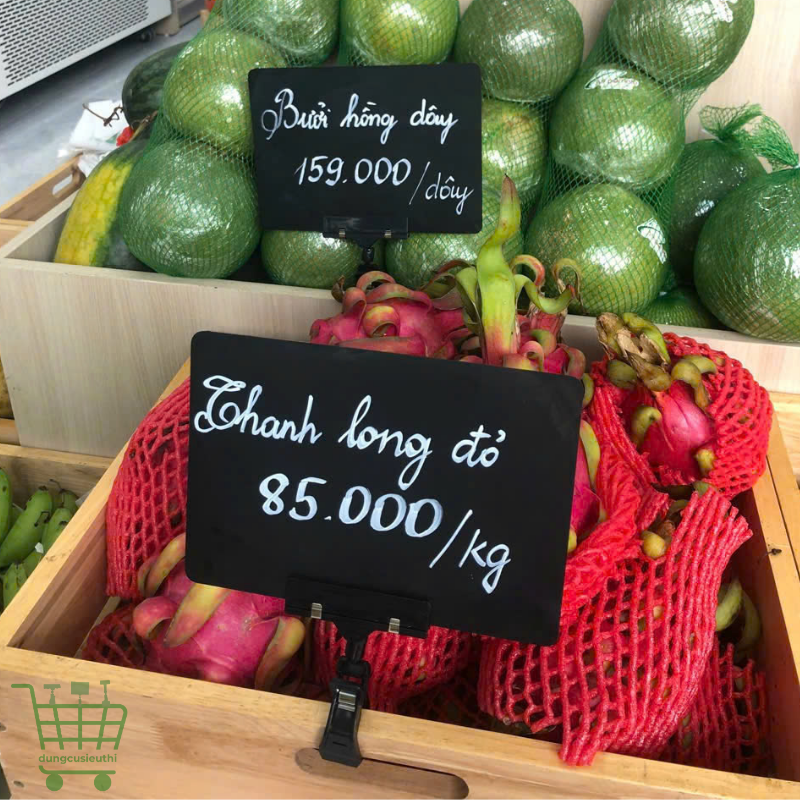 Bưởi hồng dây
159.000/dây
Thanh long đỏ
85.000/kg
dungcusieuthi